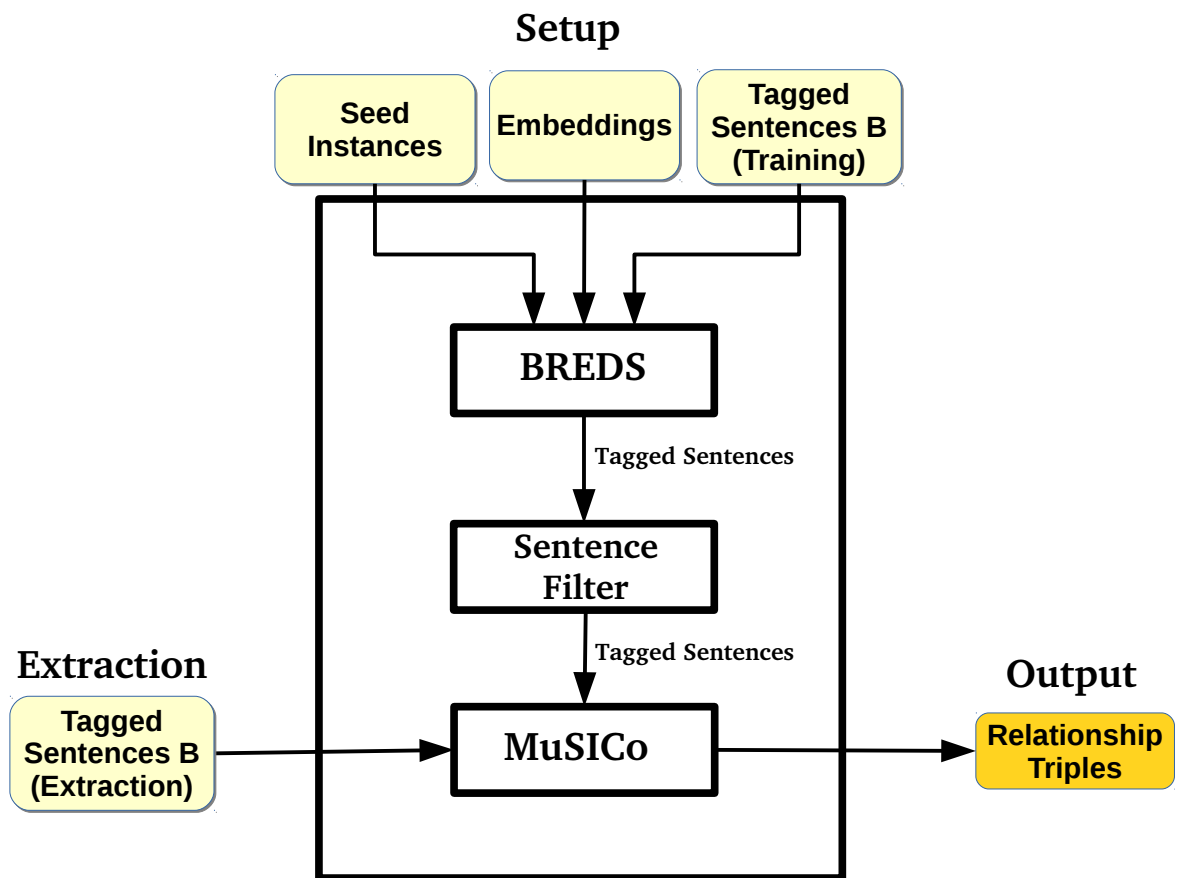 Setup
Seed
Instances
Embeddings
Tagged
Sentences B
(Training)
BREDS
Tagged Sentences
Sentence
Filter
Tagged Sentences
Extraction
Tagged
Sentences B
(Extraction)
MuSICo
Output
Relationship
Triples